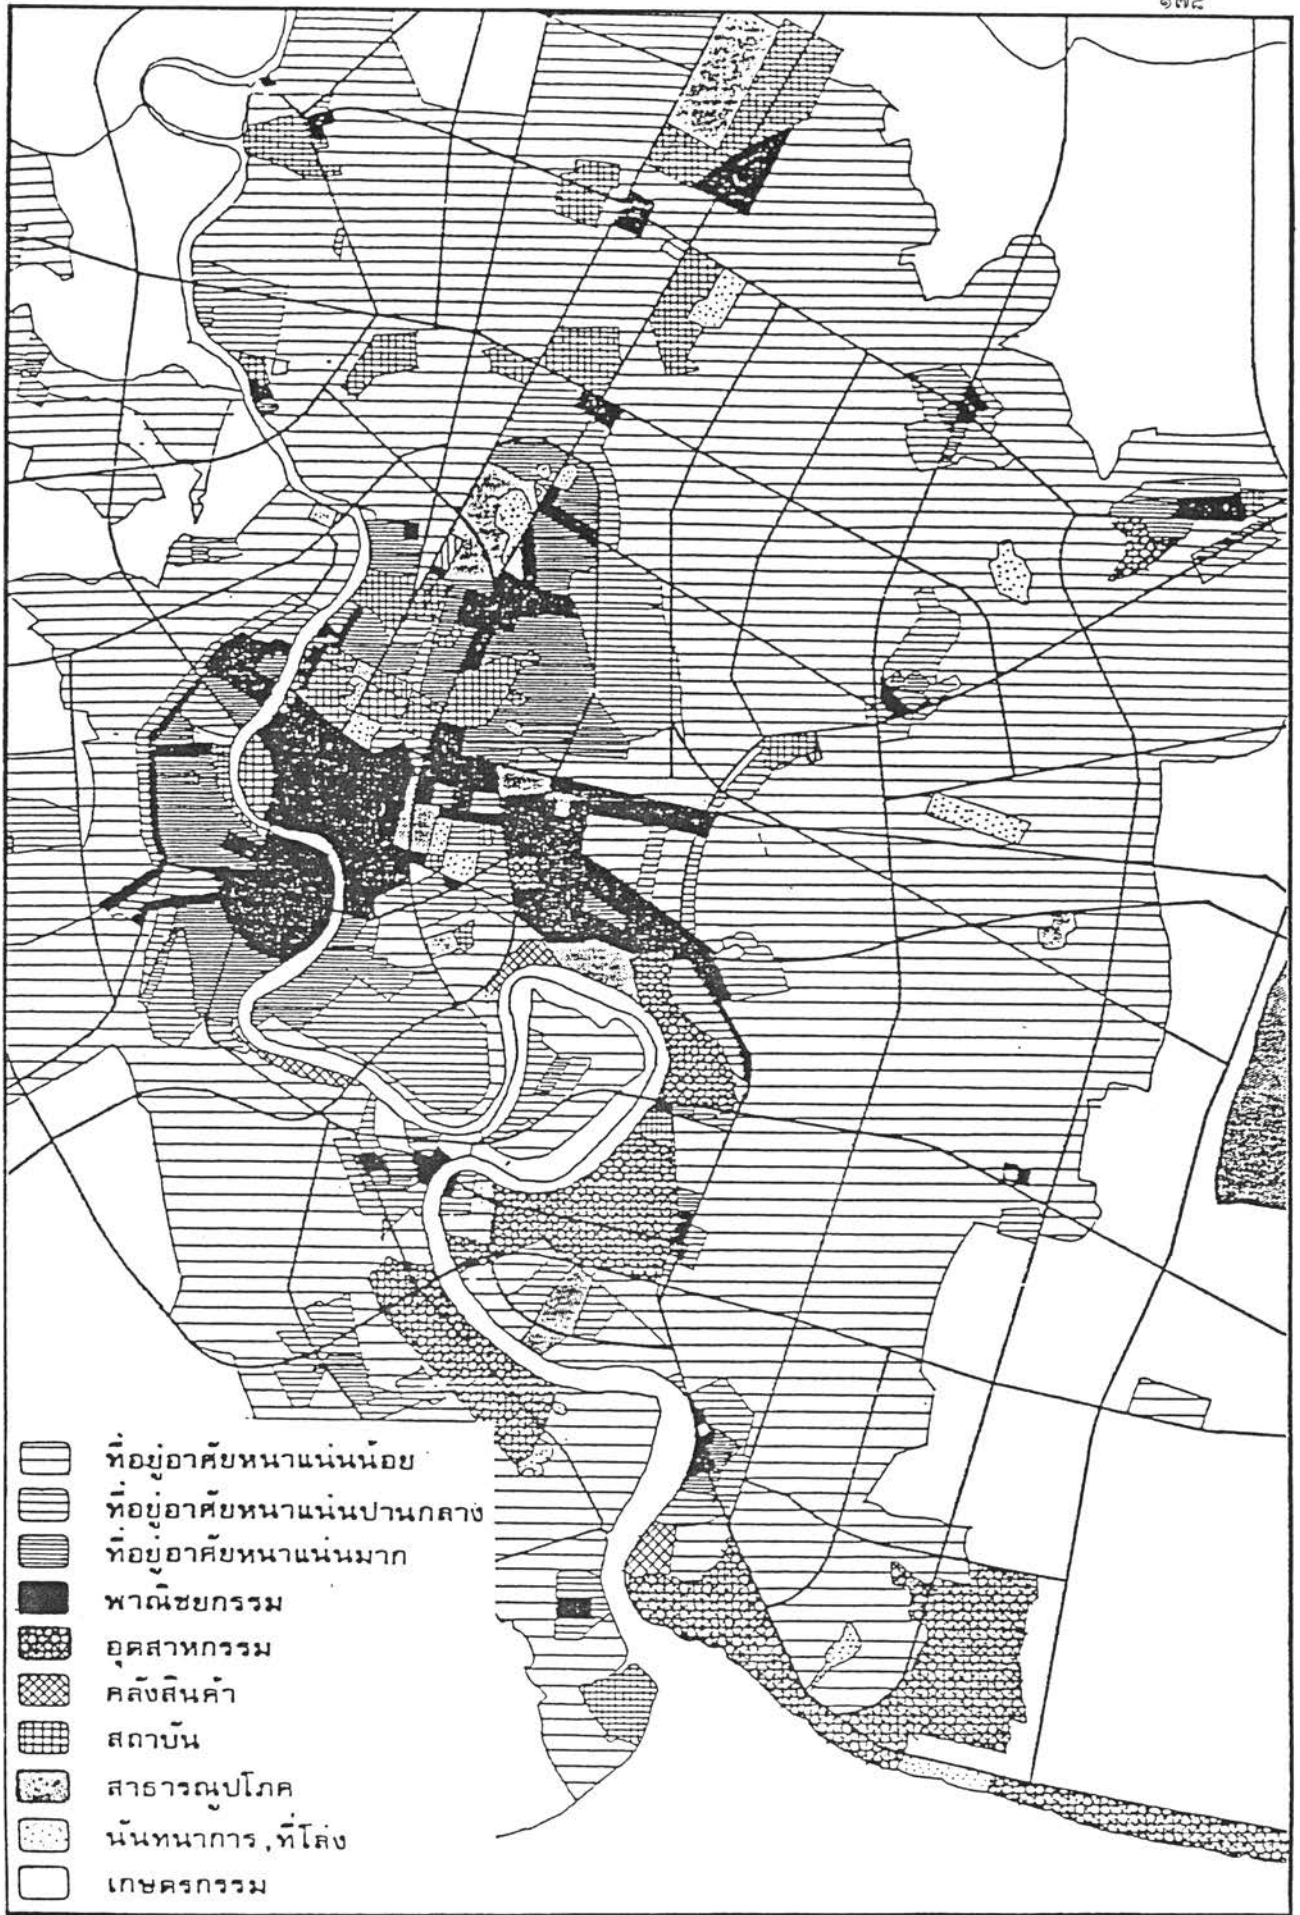 ๑๗๘
ที่อยู่อาศัยหนาแน่นน้อย
ที่อยู่อาศัยหนาแน่นปานกลาง
ที่อยู่อาศัยหนาแน่นมาก
พาณิชยกรรม
อุตสาหกรรม
คลังสินค้า
สถาบัน
สาธารณูปโภค
นันทนาการ,ที่โล่ง
เกษตรกรรม